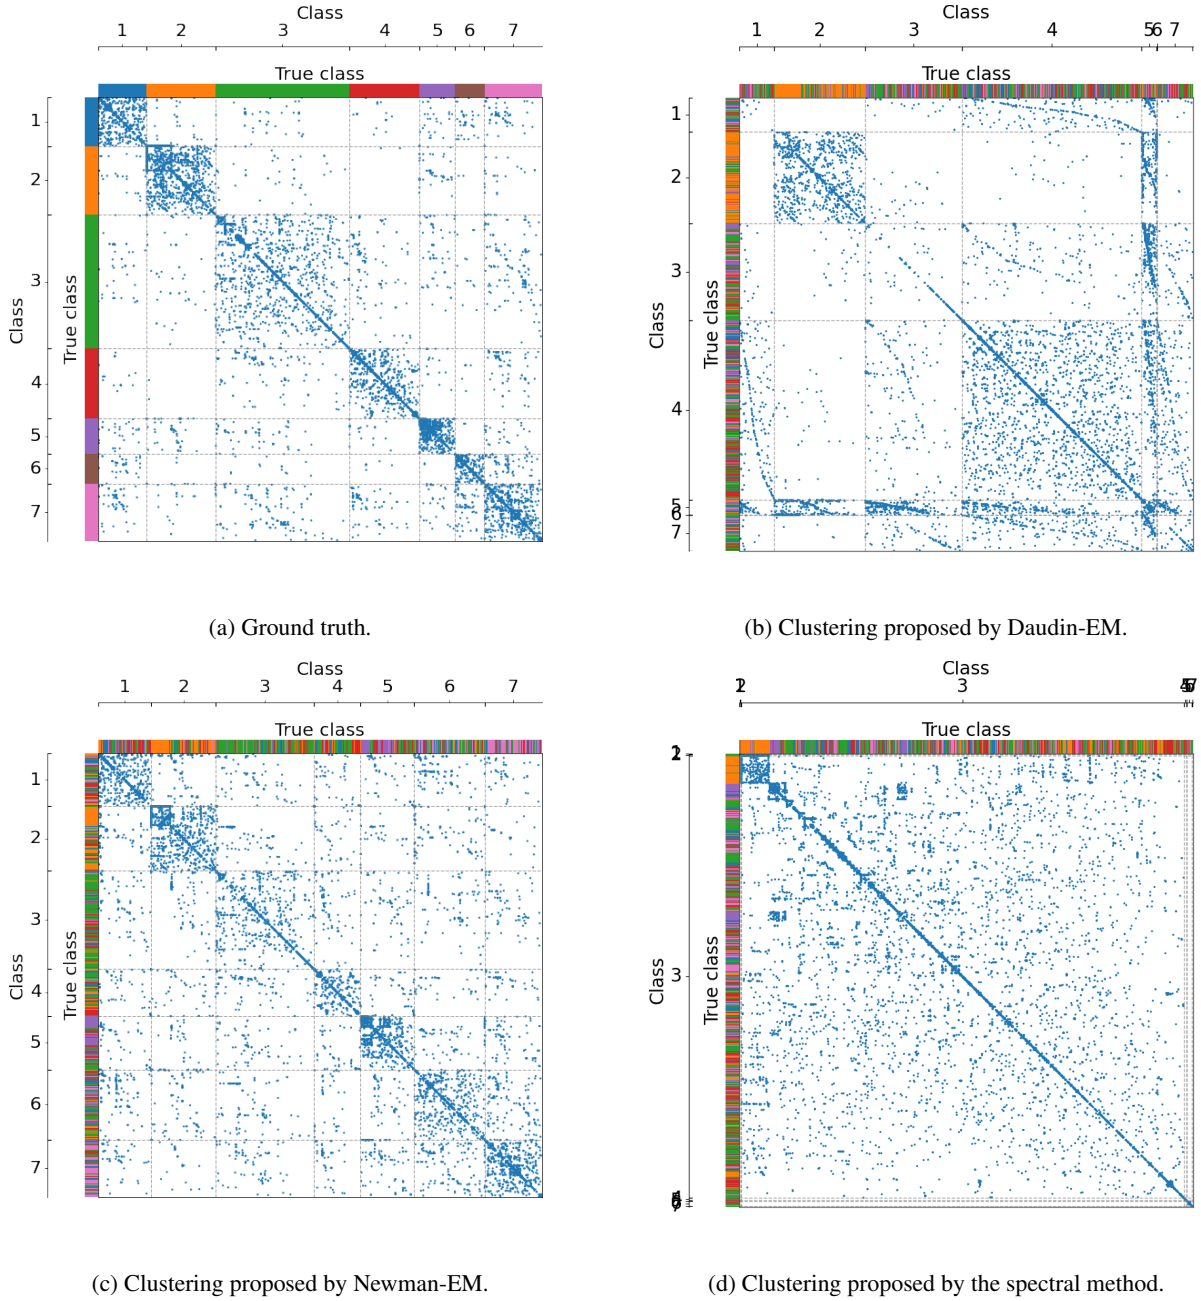 Class
1 2 3 4 5 6 7
True class
Class
True class
1
2
3
4
5
6
7
(a) Ground truth.
Class
1 2 3 4 5 6 7
True class
Class
True class
1
2
3
4
5
6
7
(b) Clustering proposed by Daudin-EM.
Class
1 2 3 4 5 6 7
True class
Class
True class
1
2
3
4
5
6
7
(c) Clustering proposed by Newman-EM.
Class
3
True class
Class
True class
3
(d) Clustering proposed by the spectral method.